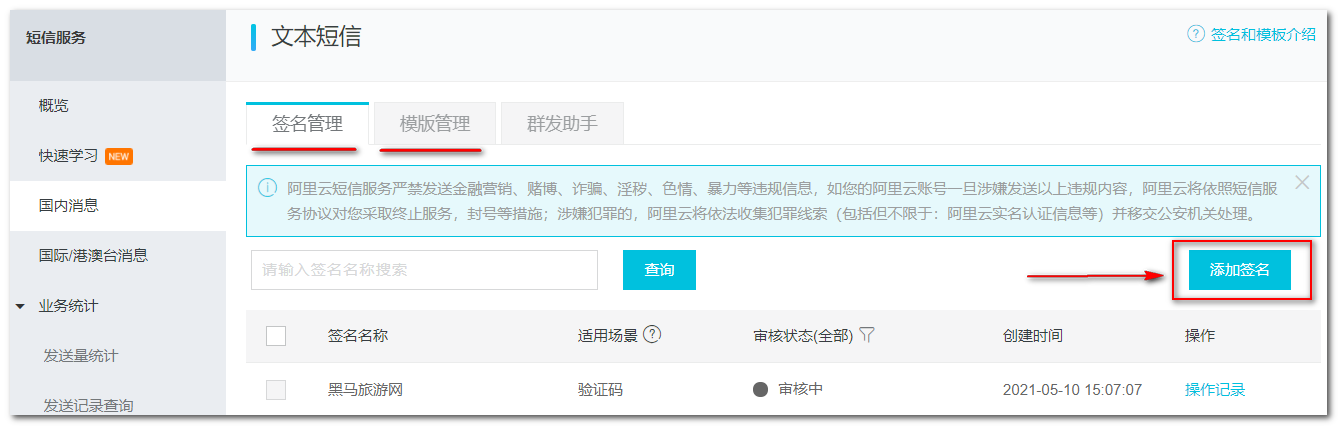 短信服务
文本短信
签名和模板介绍
概览
快速学习 NEW
国内消息
国际/港澳台消息
业务统计
发送量统计
发送记录查询
签名管理 模版管理 群发助手
阿里云短信服务严禁发送金融营销、赌博、诈骗、淫秽、色情、暴力等违规信息，如您的阿里云账号一旦涉嫌发送以上违规内容，阿里云将依照短信服
务协议对您采取终止服务，封号等措施；涉嫌犯罪的，阿里云将依法收集犯罪线索（包括但不限于：阿里云实名认证信息等）并移交公安机关处理。
请输入签名名称搜索 查询 添加签名
签名名称 适用场景 审核状态(全部) 创建时间 操作
黑马旅游网 验证码 审核中 2021-05-10 15:07:07 操作记录